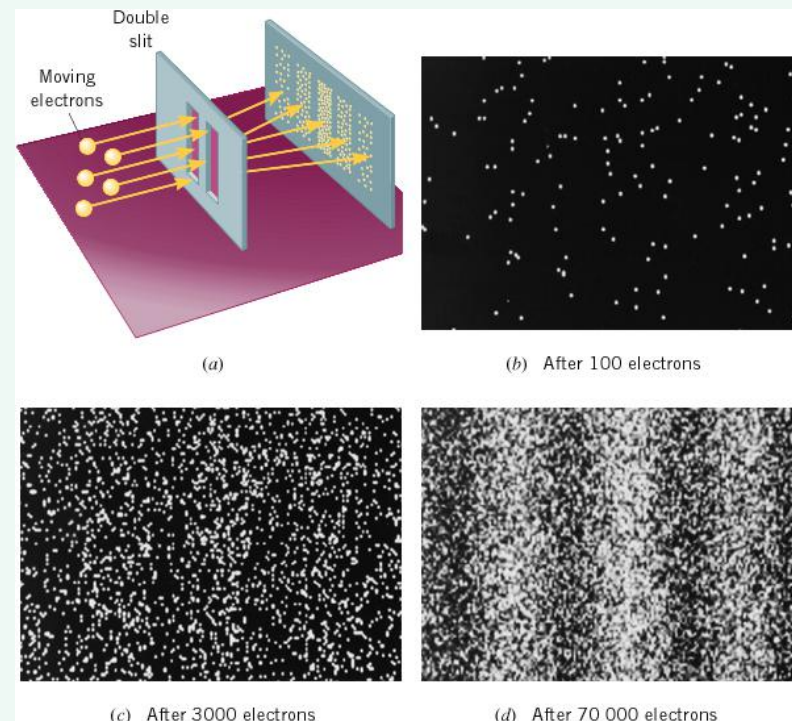 Double
slit
Moving
electrons
(a)
(b) After 100 electrons
(c) After 3000 electrons
(d) After 70 000 electrons